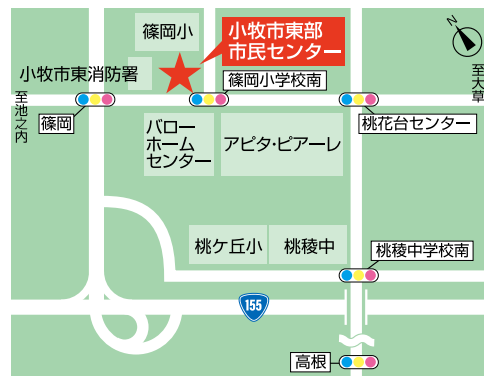 篠岡小
小牧市東部
市民センター
N
小牧市東消防署
篠岡小学校南
至大草
至池之内
篠岡
桃花台センター
バロー
ホーム
センター
アピタ・ピアーレ
桃ケ丘小
桃稜中
桃稜中学校南
155
高根